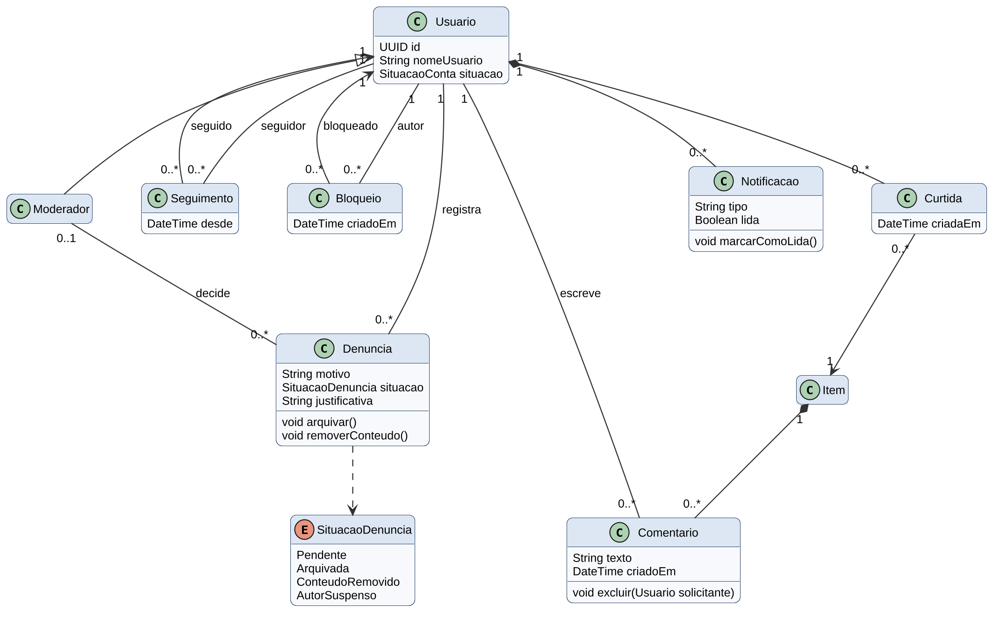 C Usuario
UUID id
String nomeUsuario
SituacaoConta situacao
1
1
1
1
1
1
1
1
seguido
seguidor
bloqueado
autor
registra
escreve
0..*
0..*
0..*
0..*
0..*
0..*
C Moderador
0..1
C Seguimento
DateTime desde
C Bloqueio
DateTime criadoEm
C Notificacao
String tipo
Boolean lida
void marcarComoLida()
C Curtida
DateTime criadaEm
0..*
decide
0..*
0..*
C Denuncia
String motivo
SituacaoDenuncia situacao
String justificativa
void arquivar()
void removerConteudo()
1
C Item
1
0..*
0..*
E SituacaoDenuncia
Pendente
Arquivada
ConteudoRemovido
AutorSuspenso
C Comentario
String texto
DateTime criadoEm
void excluir(Usuario solicitante)